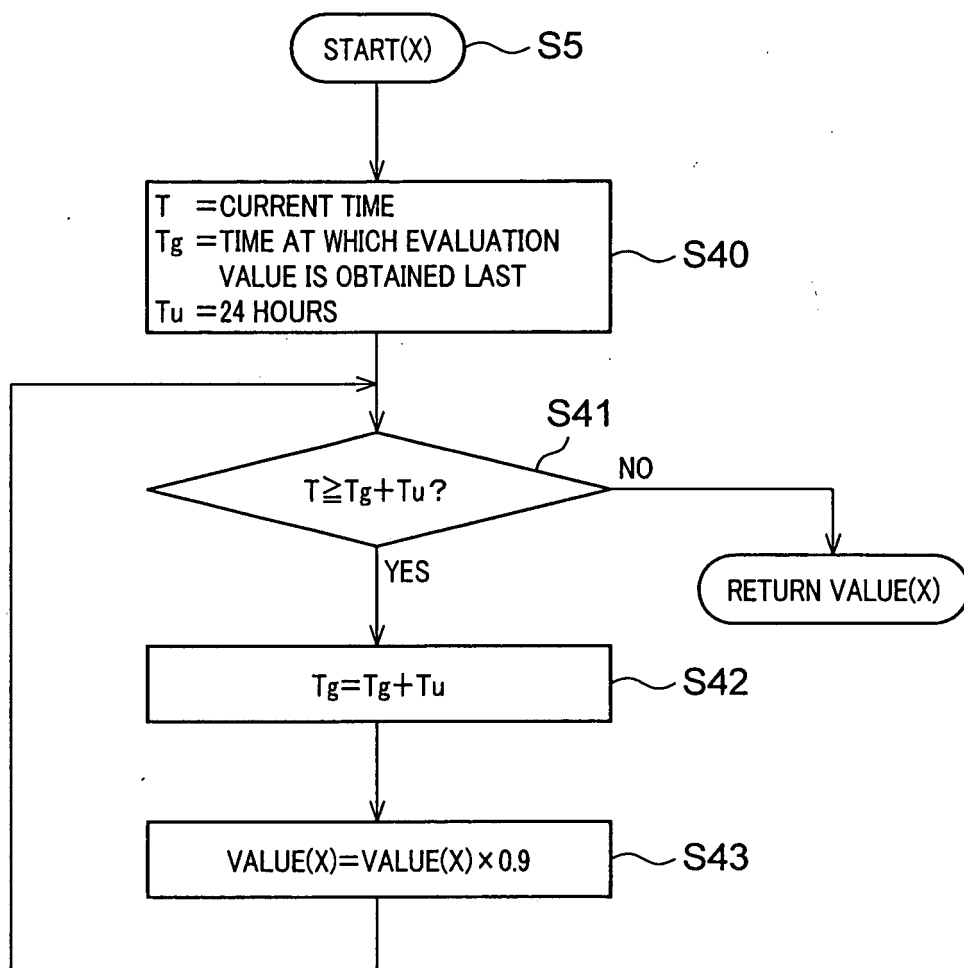 START(X)
S5
T =CURRENT TIME
Tg =TIME AT WHICH EVALUATION
VALUE IS OBTAINED LAST
Tu =24 HOURS
S40
S41
T≧Tg+Tu?
NO
YES
RETURN VALUE(X)
Tg=Tg+Tu
S42
VALUE(X)=VALUE(X)×0.9
S43